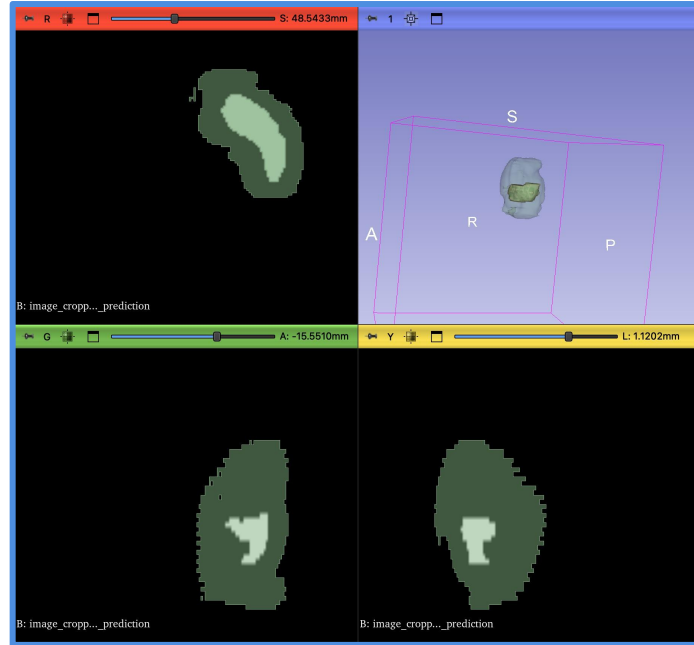 R S: 48.5433mm
1
S
R
A
P
B: image_cropp..._prediction
G A: -15.5510mm
Y L: 1.1202mm
B: image_cropp..._prediction
B: image_cropp..._prediction